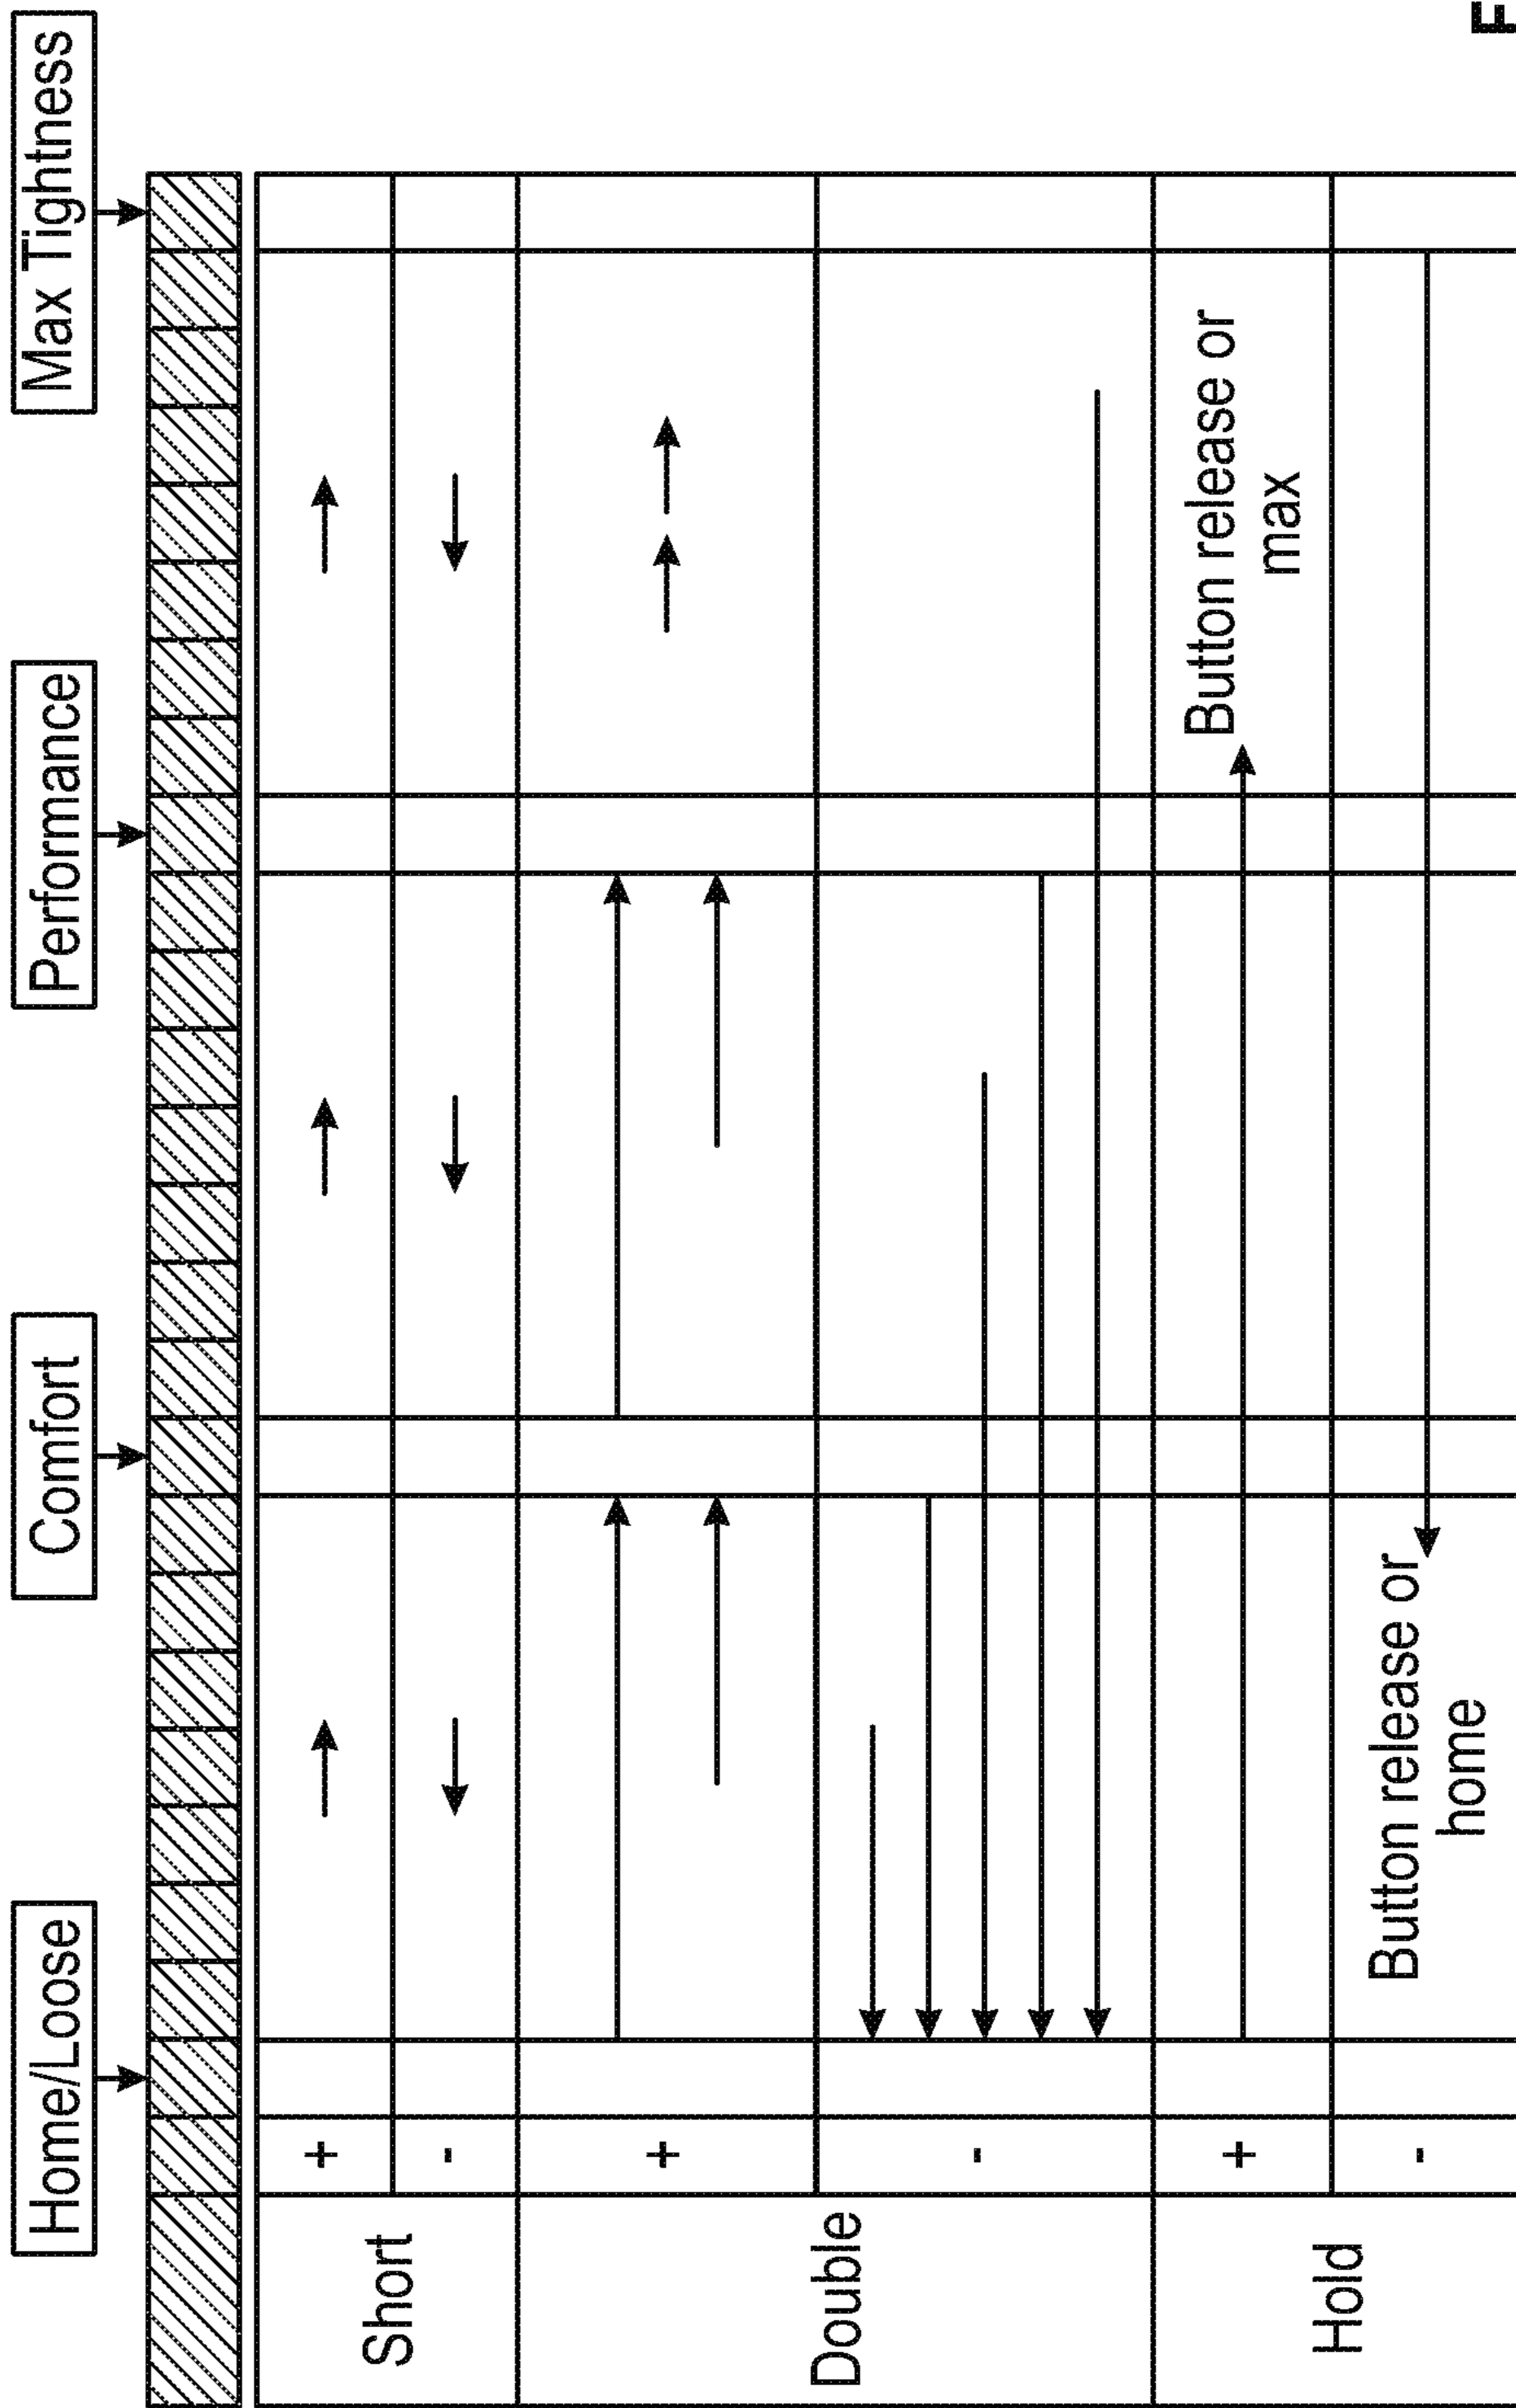 Home/Loose
Comfort
Performance
Max Tightness
Short
+
-
Double
+
-
Hold
+
Button release or
max
-
Button release or
home